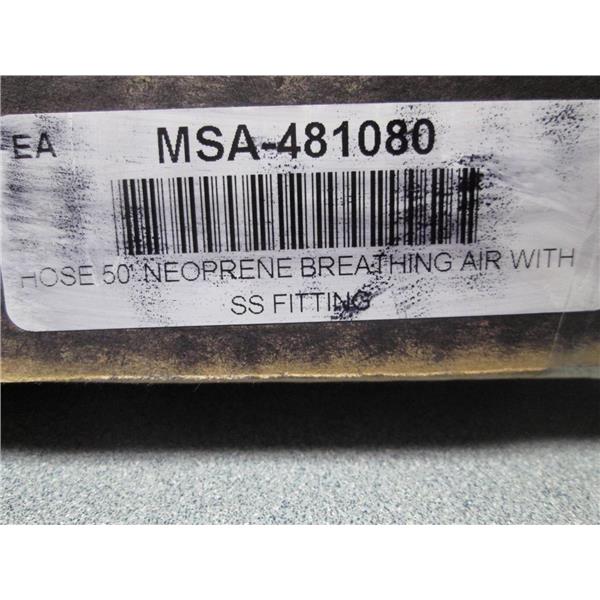 EA
MSA-481080
HOSE 50' NEOPRENE BREATHING AIR WITH
SS FITTING